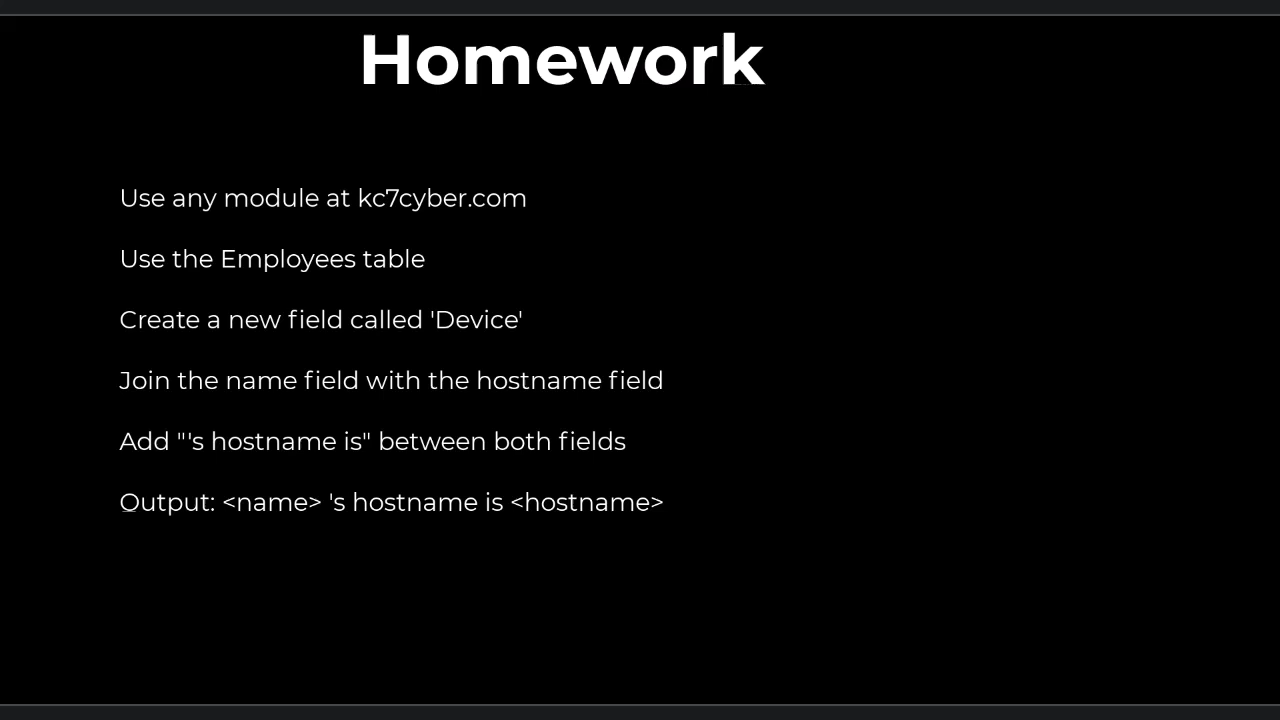 Homework
Use any module at kc7cyber.com
Use the Employees table
Create a new field called 'Device'
Join the name field with the hostname field
Add "'s hostname is" between both fields
Output: <name> 's hostname is <hostname>